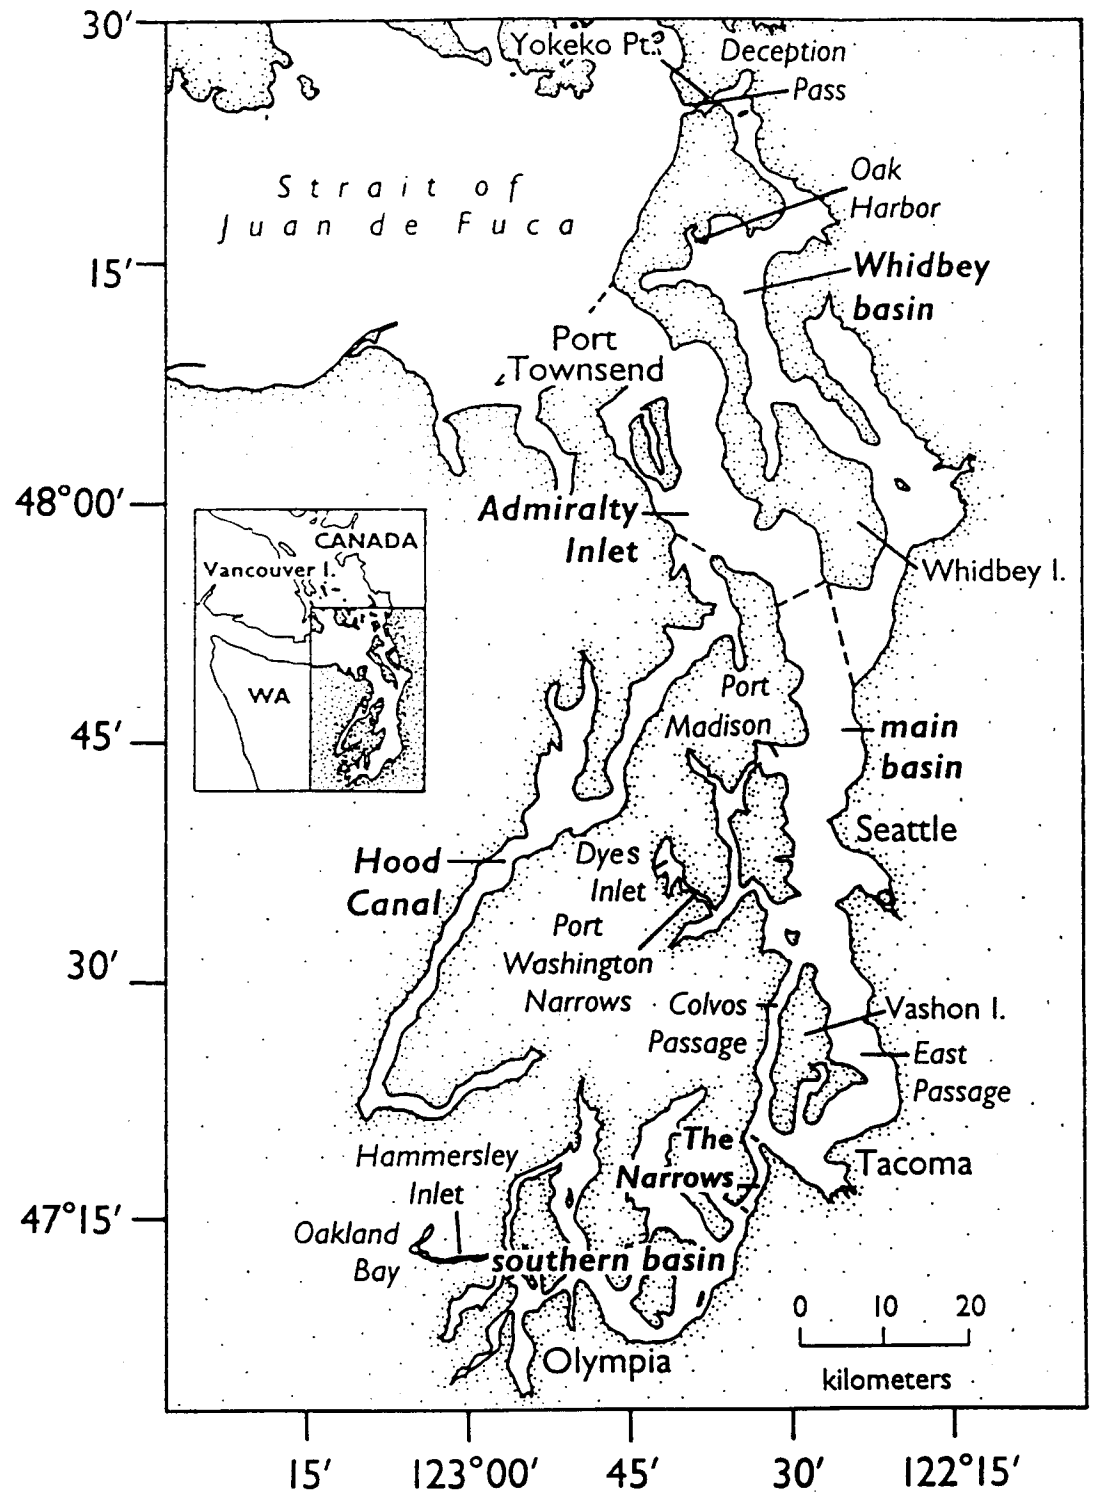 30′
Yokeko Pt.
Deception
Pass
Oak
Harbor
Strait of
Juan de Fuca
15′
Whidbey
basin
Port
Townsend
48°00′
Admiralty
Inlet
CANADA
Vancouver I.
WA
Whidbey I.
Port
Madison
45′
main
basin
Seattle
Hood
Canal
Dyes
Inlet
Port
Washington
Narrows
30′
Colvos
Passage
Vashon I.
East
Passage
The
Narrows
Hammersley
Inlet
Tacoma
47°15′
Oakland
Bay
southern basin
0 10 20
kilometers
Olympia
15′ 123°00′ 45′ 30′ 122°15′